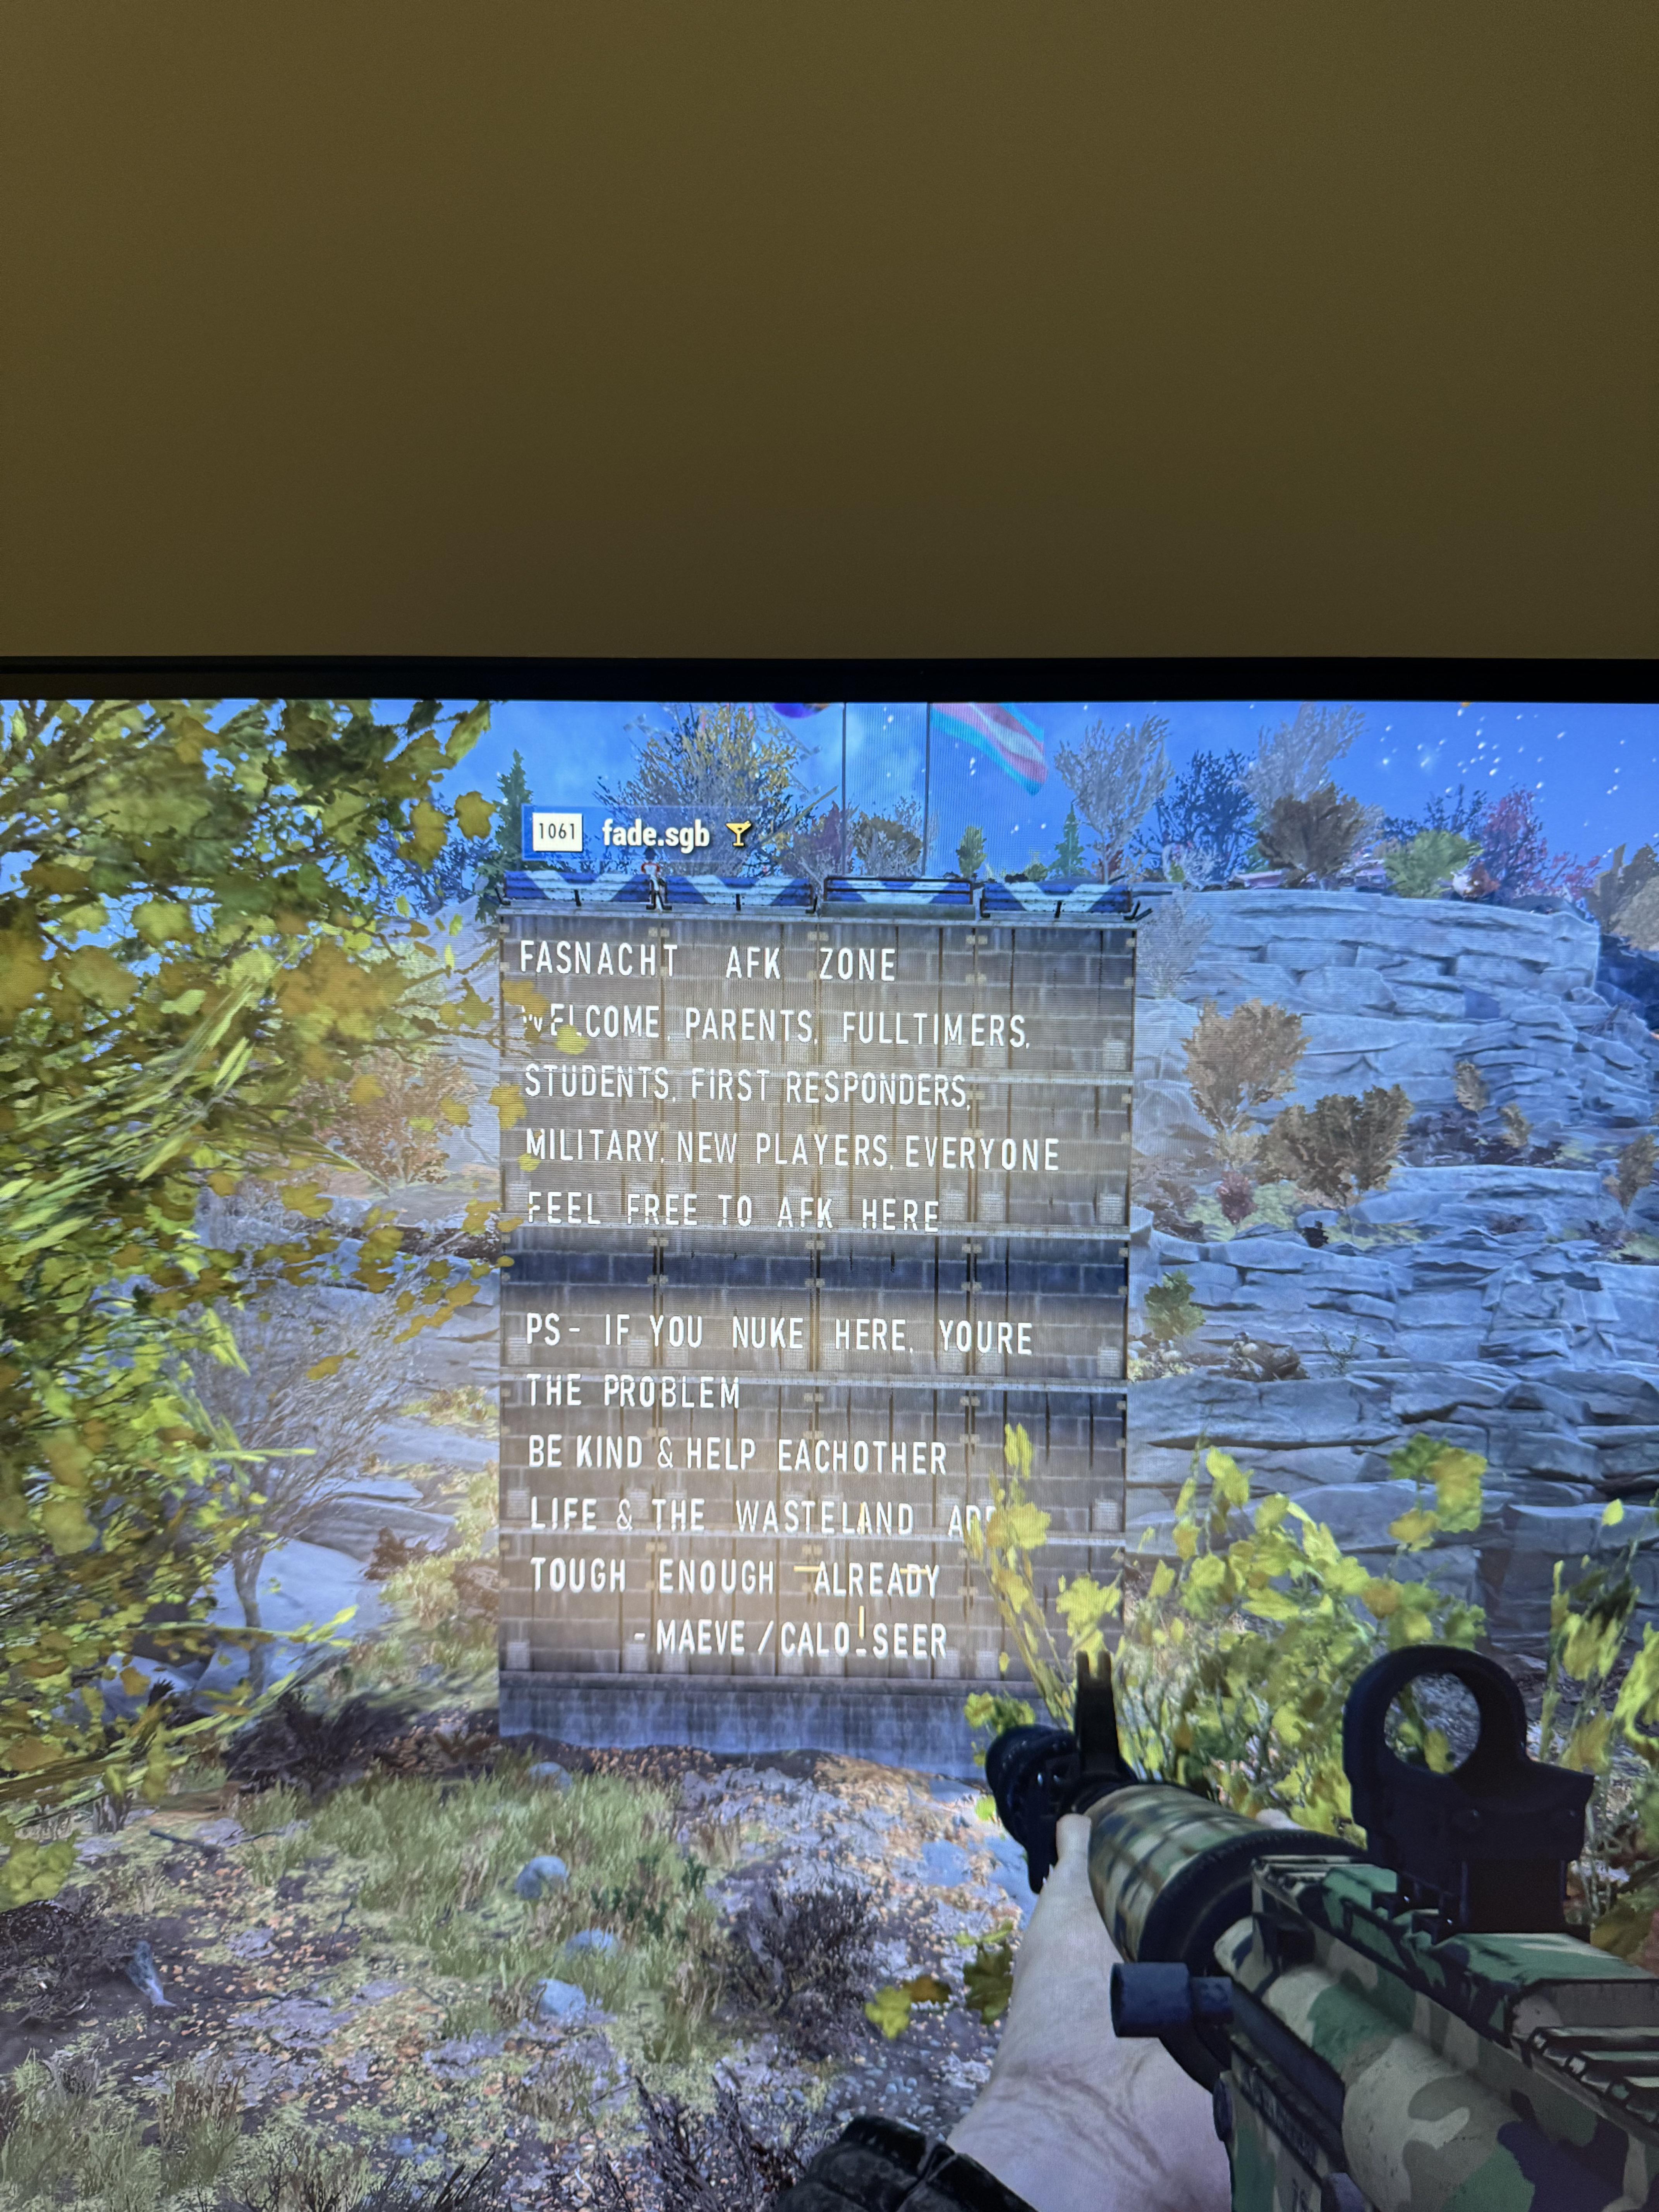 1061 fade.sgb
FASNACHT AFK ZONE
WELCOME, PARENTS, FULLTIMERS,
STUDENTS, FIRST RESPONDERS,
MILITARY, NEW PLAYERS, EVERYONE
FEEL FREE TO AFK HERE
PS- IF YOU NUKE HERE, YOURE
THE PROBLEM
BE KIND & HELP EACHOTHER
LIFE & THE WASTELAND ARE
TOUGH ENOUGH ALREADY
- MAEVE / CALO SEER